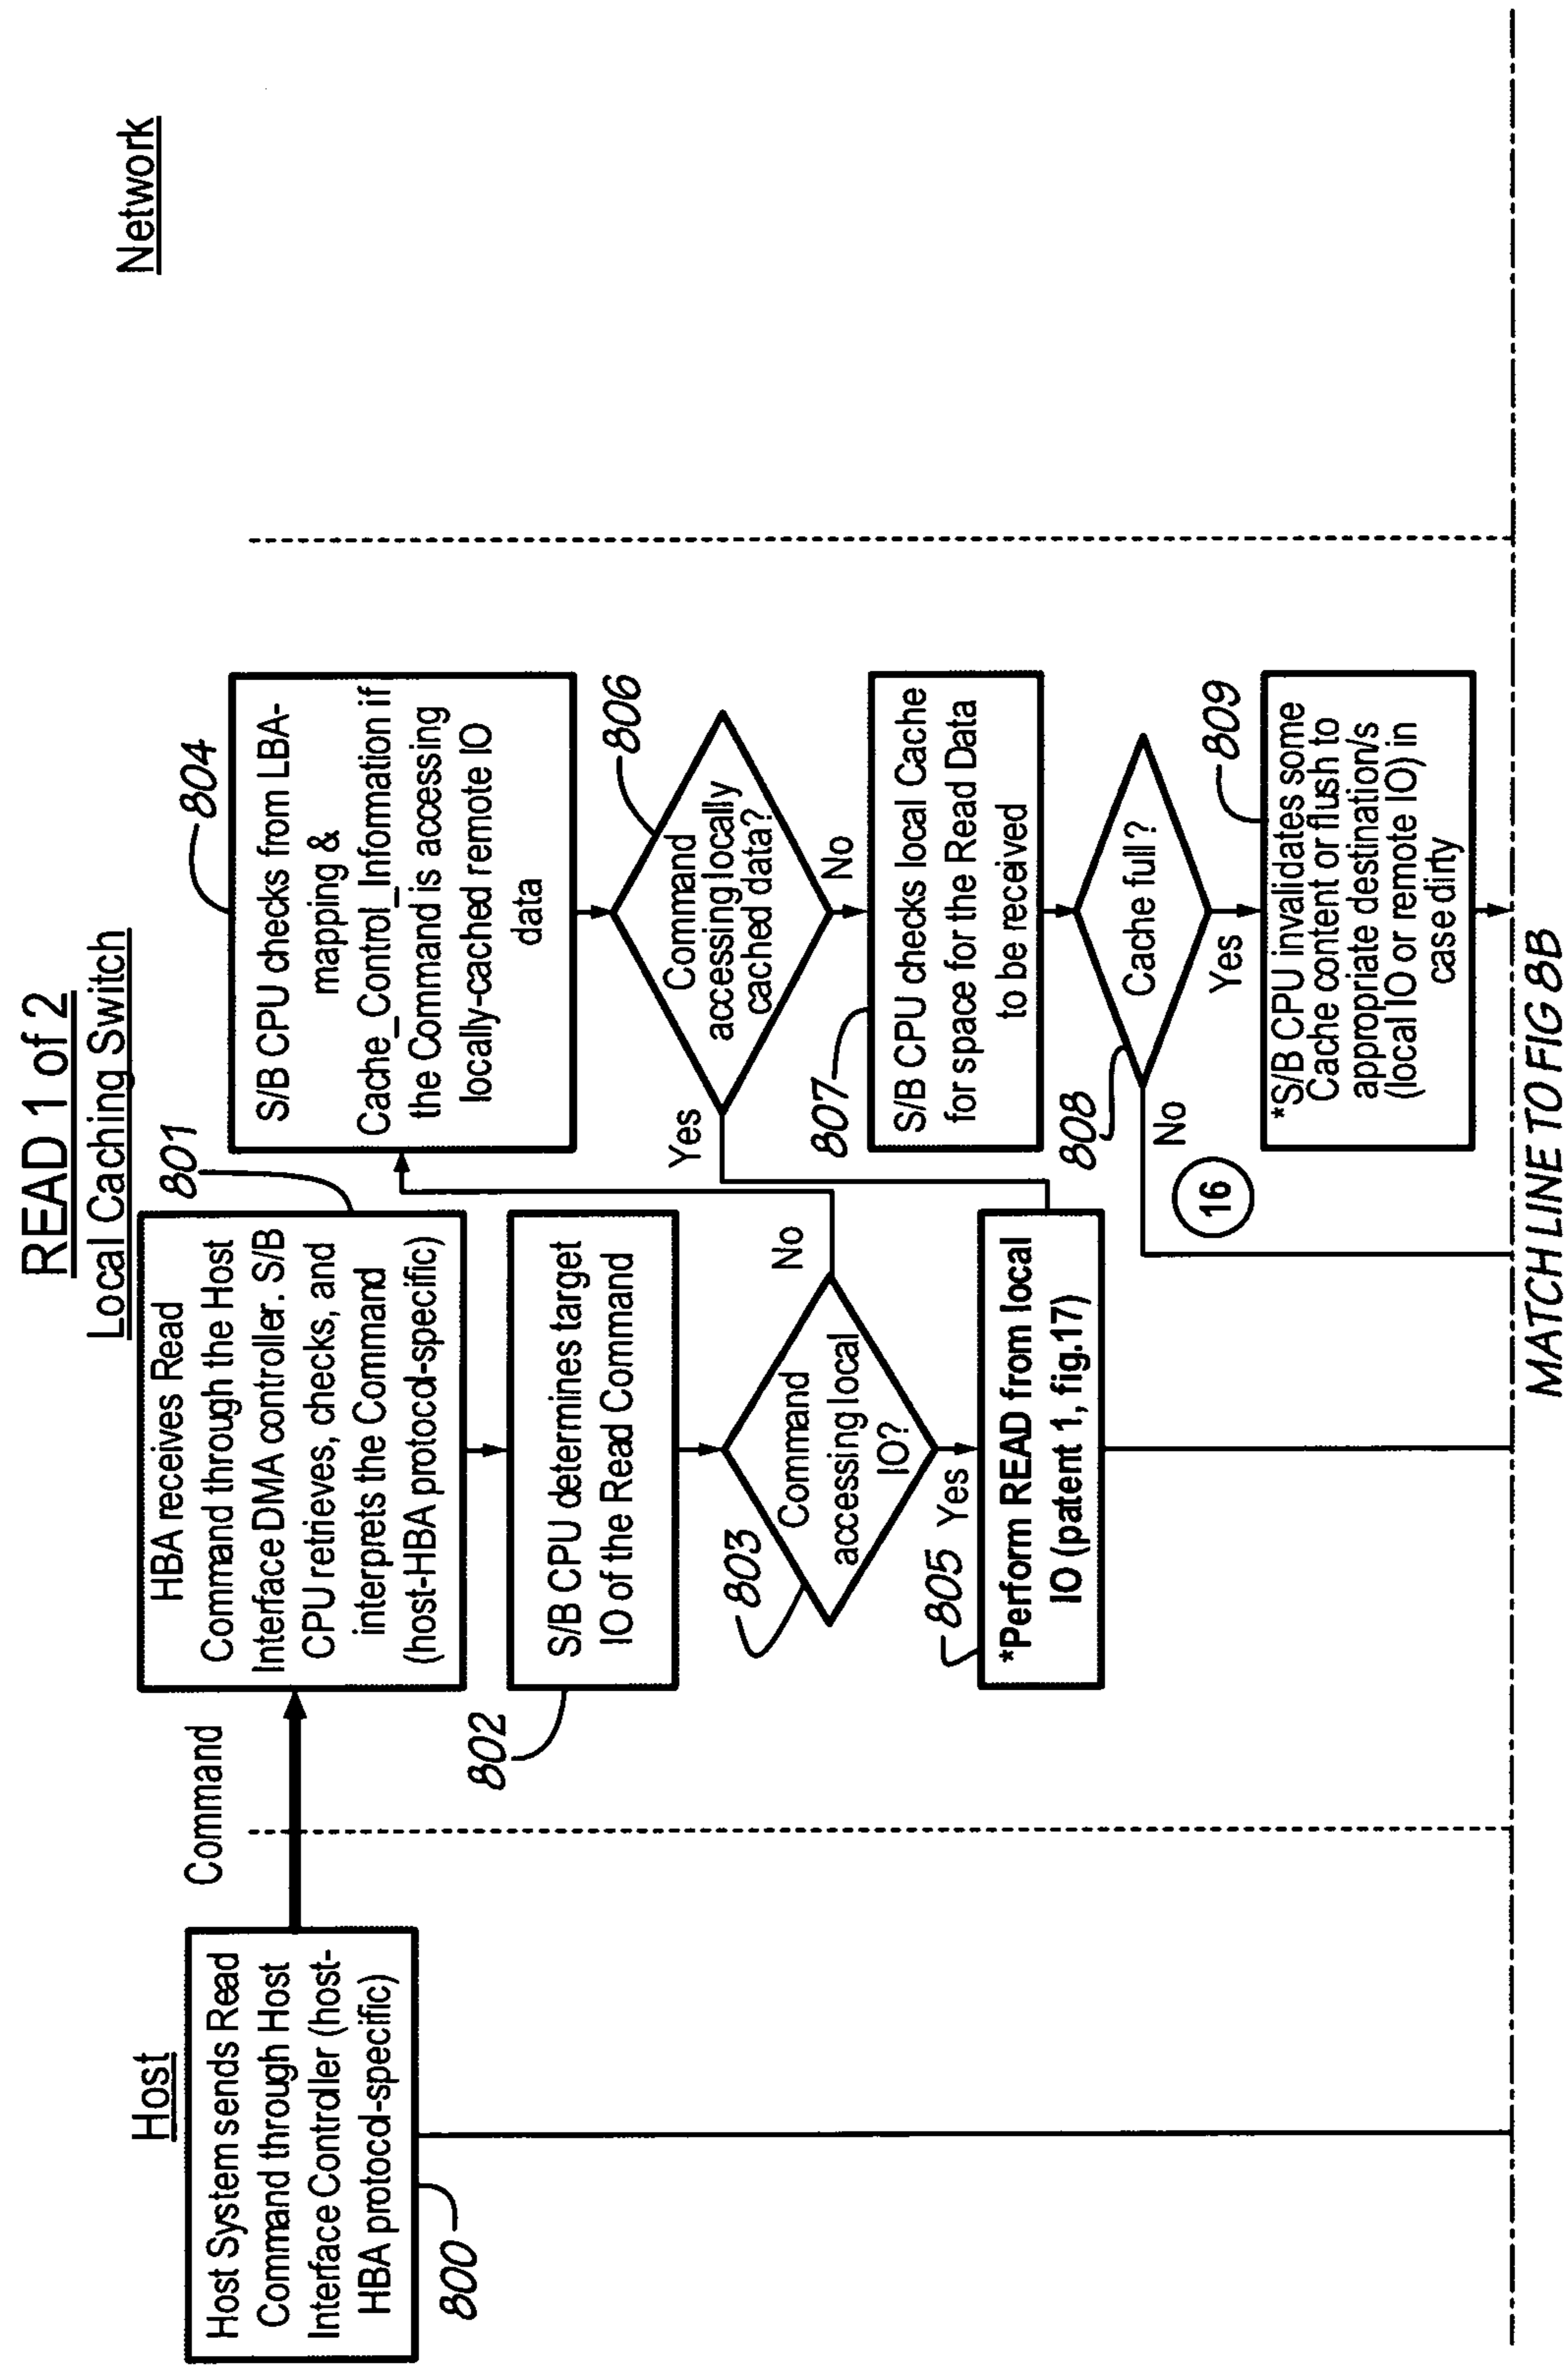 READ 1 of 2
Local Caching Switch
Host
Network
Host System sends Read
Command through Host
Interface Controller (host-
HBA protocol-specific)
800
Command
HBA receives Read
Command through the Host
Interface DMA controller. S/B
CPU retrieves, checks, and
interprets the Command
(host-HBA protocol-specific)
801
S/B CPU determines target
IO of the Read Command
802
Command
accessing local
IO?
803
No
Yes
*Perform READ from local
IO (patent 1, fig.17)
805
S/B CPU checks from LBA-
mapping &
Cache_Control_Information if
the Command is accessing
locally-cached remote IO
data
804
Command
accessing locally
cached data?
806
Yes
No
S/B CPU checks local Cache
for space for the Read Data
to be received
807
Cache full?
808
No
Yes
16
*S/B CPU invalidates some
Cache content or flush to
appropriate destination/s
(local IO or remote IO) in
case dirty
809
MATCH LINE TO FIG 8B